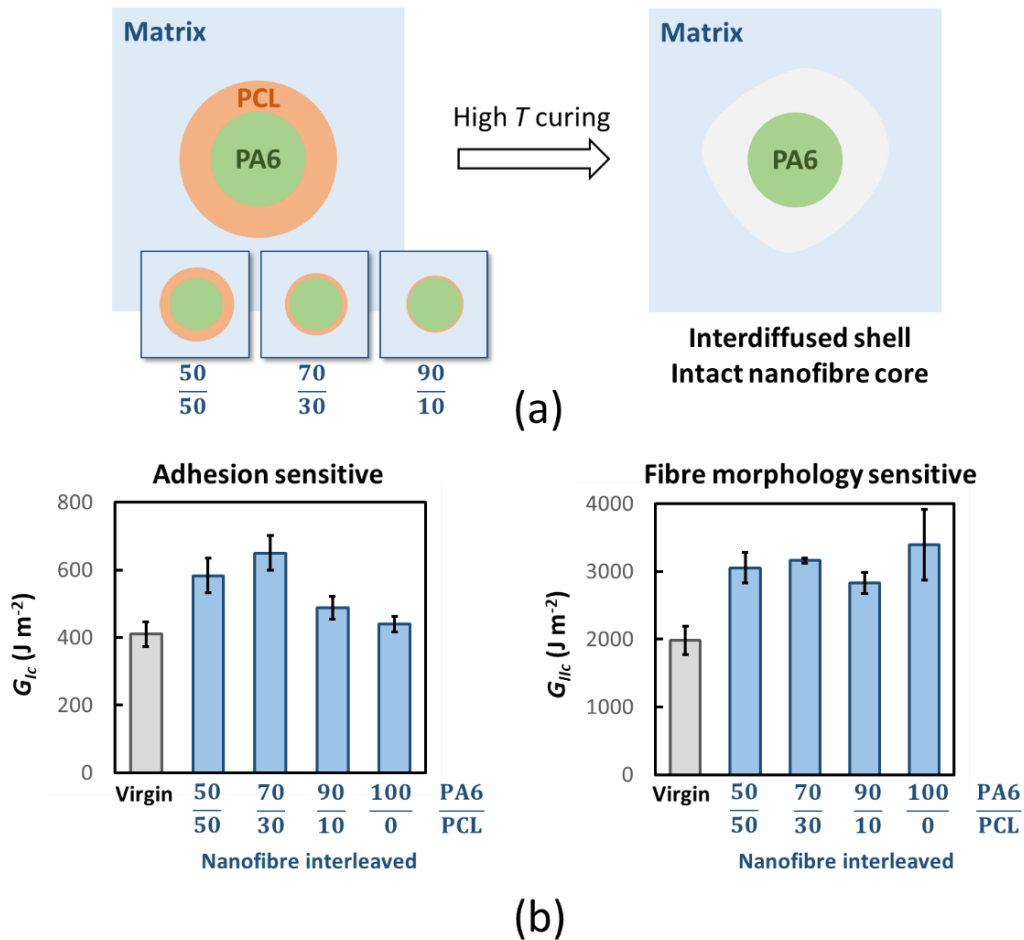 Matrix
PCL
PA6
High T curing
Matrix
PA6
50
50
70
30
90
10
Interdiffused shell
Intact nanofibre core
(a)
Adhesion sensitive
800
600
400
200
0
G_Ic (J m⁻²)
Virgin
50
50
70
30
90
10
100
0
PA6
PCL
Nanofibre interleaved
Fibre morphology sensitive
4000
3000
2000
1000
0
G_IIc (J m⁻²)
Virgin
50
50
70
30
90
10
100
0
PA6
PCL
Nanofibre interleaved
(b)